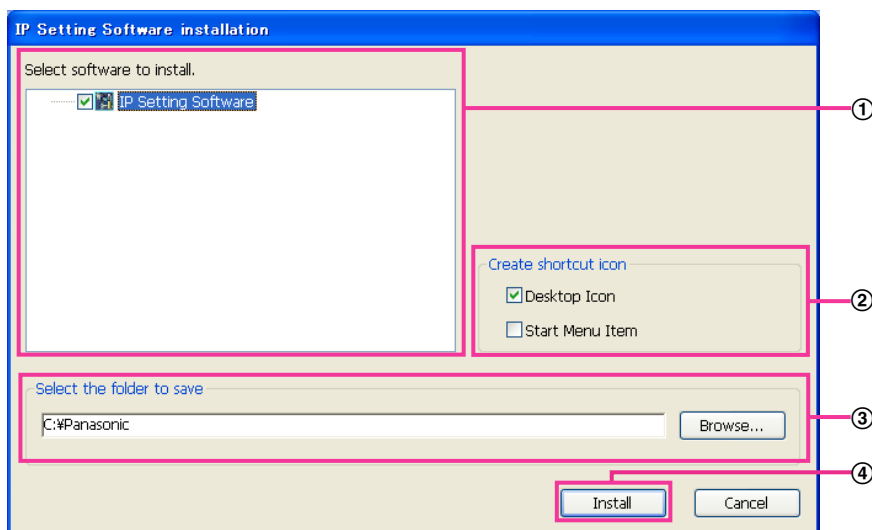 IP Setting Software installation
Select software to install.
IP Setting Software
①
Create shortcut icon
Desktop Icon
Start Menu Item
②
Select the folder to save
C:¥Panasonic
Browse...
③
④
Install
Cancel